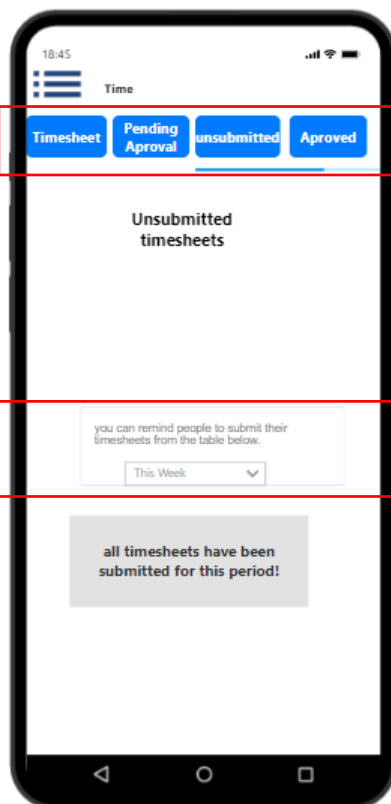 18:45
Time
Timesheet
Pending
Aproval
unsubmitted
Aproved
Unsubmitted
timesheets
you can remind people to submit their
timesheets from the table below.
This Week
all timesheets have been
submitted for this period!